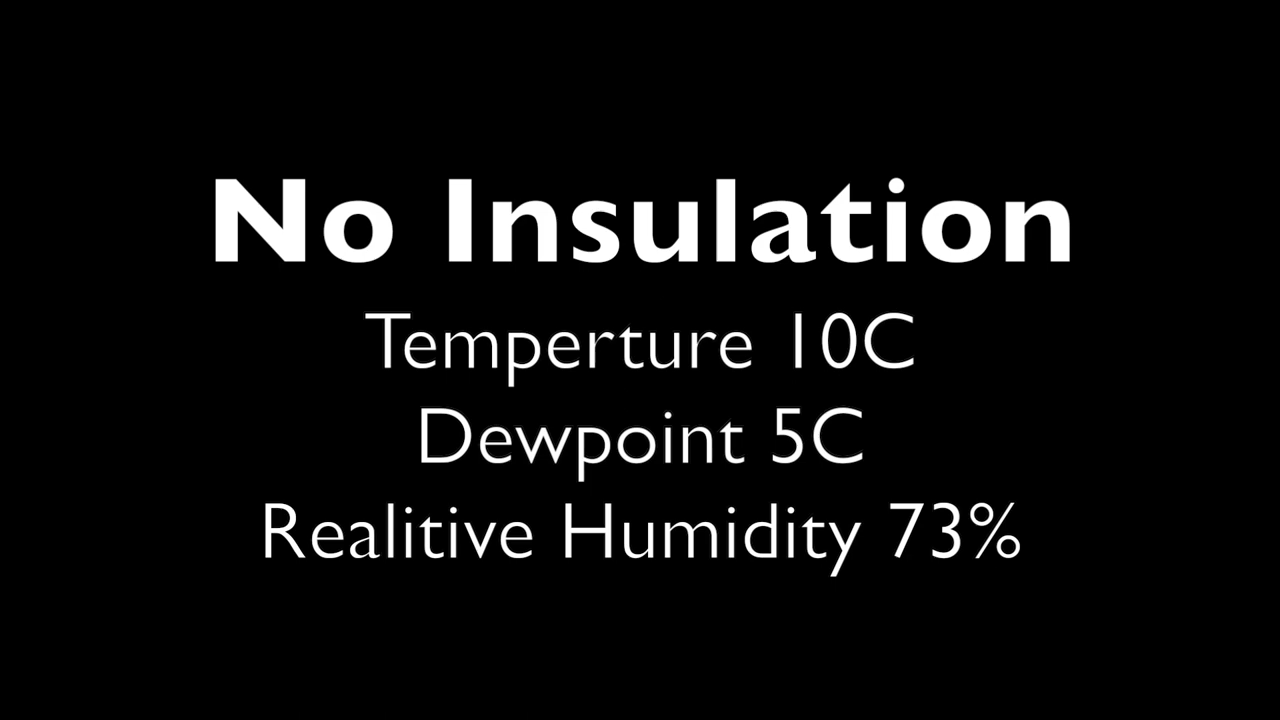 No Insulation
Temperture 10C
Dewpoint 5C
Realitive Humidity 73%